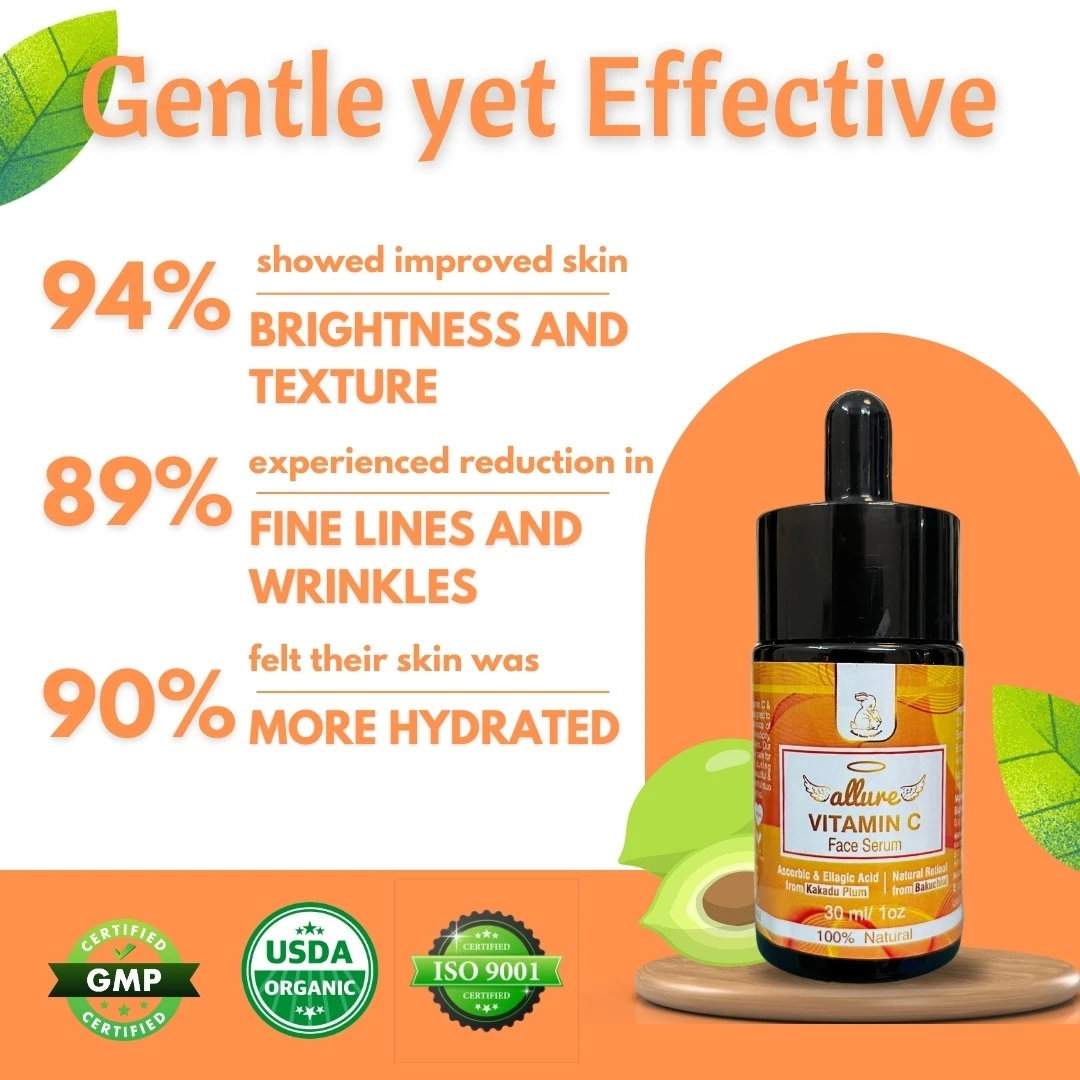 Gentle yet Effective
94%
showed improved skin
BRIGHTNESS AND
TEXTURE
89%
experienced reduction in
FINE LINES AND
WRINKLES
90%
felt their skin was
MORE HYDRATED
allure
VITAMIN C
Face Serum
Ascorbic & Ellagic Acid
from Kakadu Plum
Natural Retinol
from Bakuchiol
30 ml/ 1oz
100% Natural
CERTIFIED
GMP
CERTIFIED
USDA
ORGANIC
CERTIFIED
ISO 9001
CERTIFIED